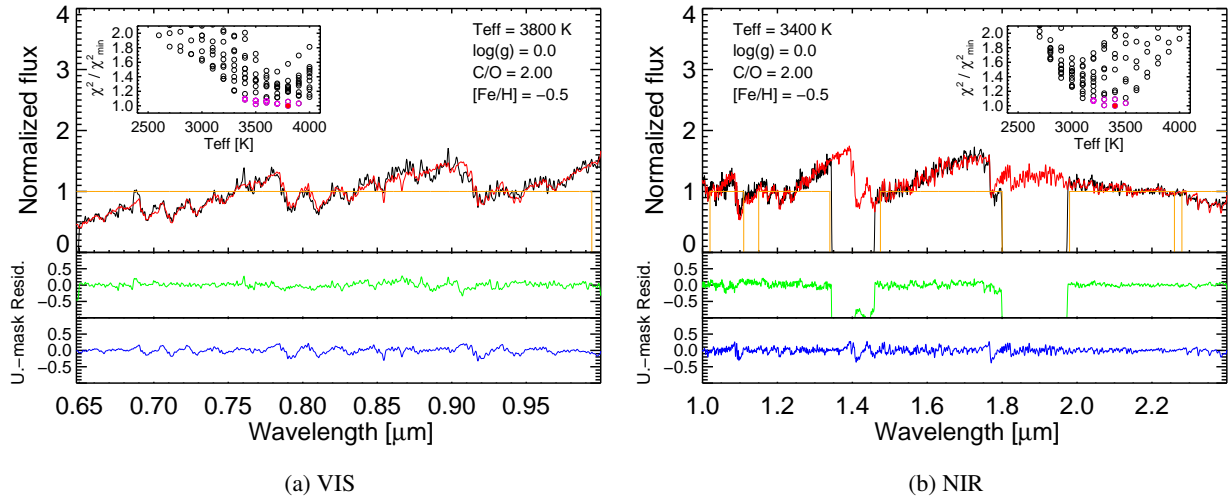 Normalized flux
4
3
2
1
0
2.0
1.8
1.6
1.4
1.2
1.0
χ² / χ²min
2500 3000 3500 4000
Teff [K]
Teff = 3800 K
log(g) = 0.0
C/O = 2.00
[Fe/H] = −0.5
Resid.
0.5
0.0
−0.5
U.−mask
0.5
0.0
−0.5
0.65 0.70 0.75 0.80 0.85 0.90 0.95
Wavelength [μm]
(a) VIS
Normalized flux
4
3
2
1
0
Teff = 3400 K
log(g) = 0.0
C/O = 2.00
[Fe/H] = −0.5
2.0
1.8
1.6
1.4
1.2
1.0
χ² / χ²min
2500 3000 3500 4000
Teff [K]
Resid.
0.5
0.0
−0.5
U.−mask
0.5
0.0
−0.5
1.0 1.2 1.4 1.6 1.8 2.0 2.2
Wavelength [μm]
(b) NIR